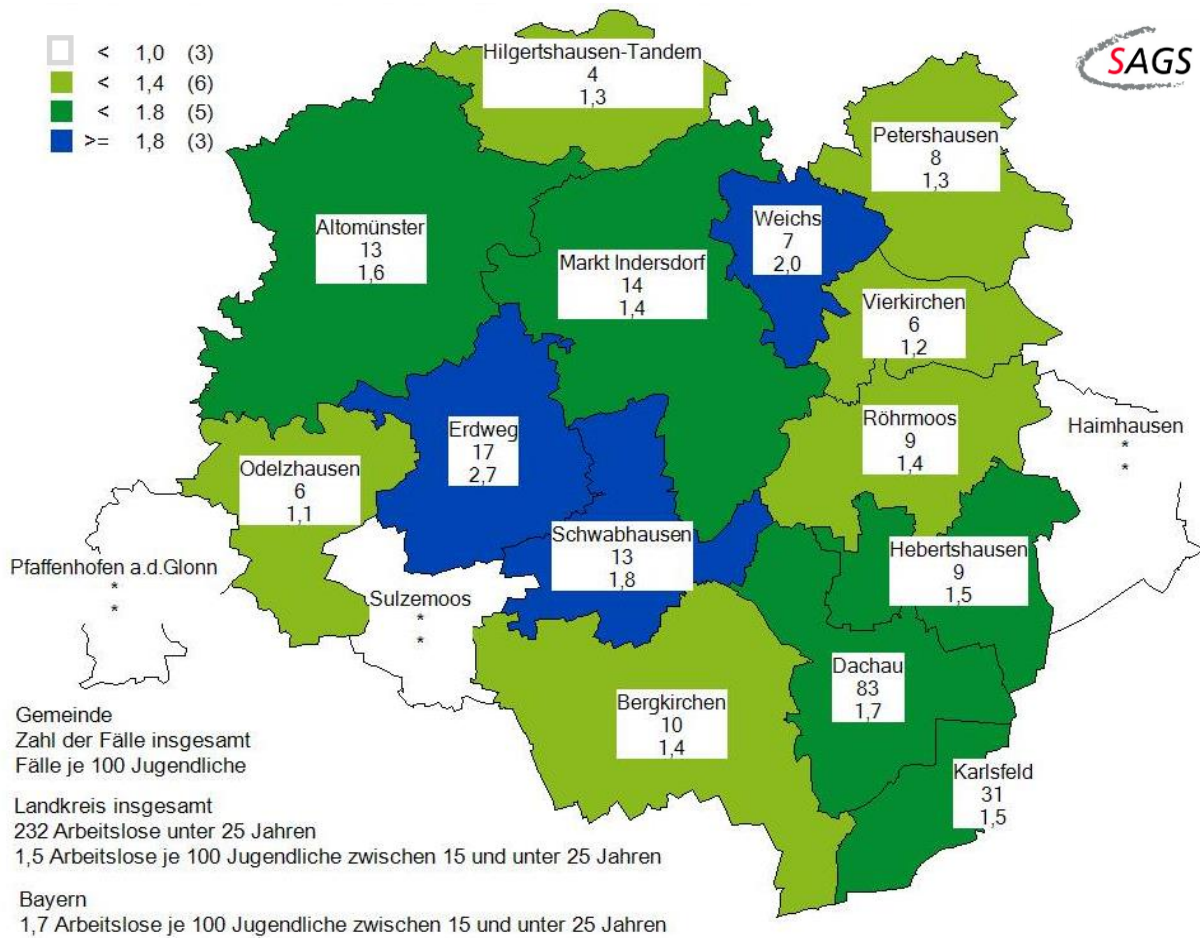 < 1,0 (3)
< 1,4 (6)
< 1.8 (5)
>= 1,8 (3)
SAGS
Hilgertshausen-Tandern
4
1,3
Petershausen
8
1,3
Altomünster
13
1,6
Weichs
7
2,0
Markt Indersdorf
14
1,4
Vierkirchen
6
1,2
Haimhausen
*
*
Röhrmoos
9
1,4
Erdweg
17
2,7
Odelzhausen
6
1,1
Schwabhausen
13
1,8
Hebertshausen
9
1,5
Pfaffenhofen a.d.Glonn
*
*
Sulzemoos
*
*
Dachau
83
1,7
Bergkirchen
10
1,4
Karlsfeld
31
1,5
Gemeinde
Zahl der Fälle insgesamt
Fälle je 100 Jugendliche
Landkreis insgesamt
232 Arbeitslose unter 25 Jahren
1,5 Arbeitslose je 100 Jugendliche zwischen 15 und unter 25 Jahren
Bayern
1,7 Arbeitslose je 100 Jugendliche zwischen 15 und unter 25 Jahren